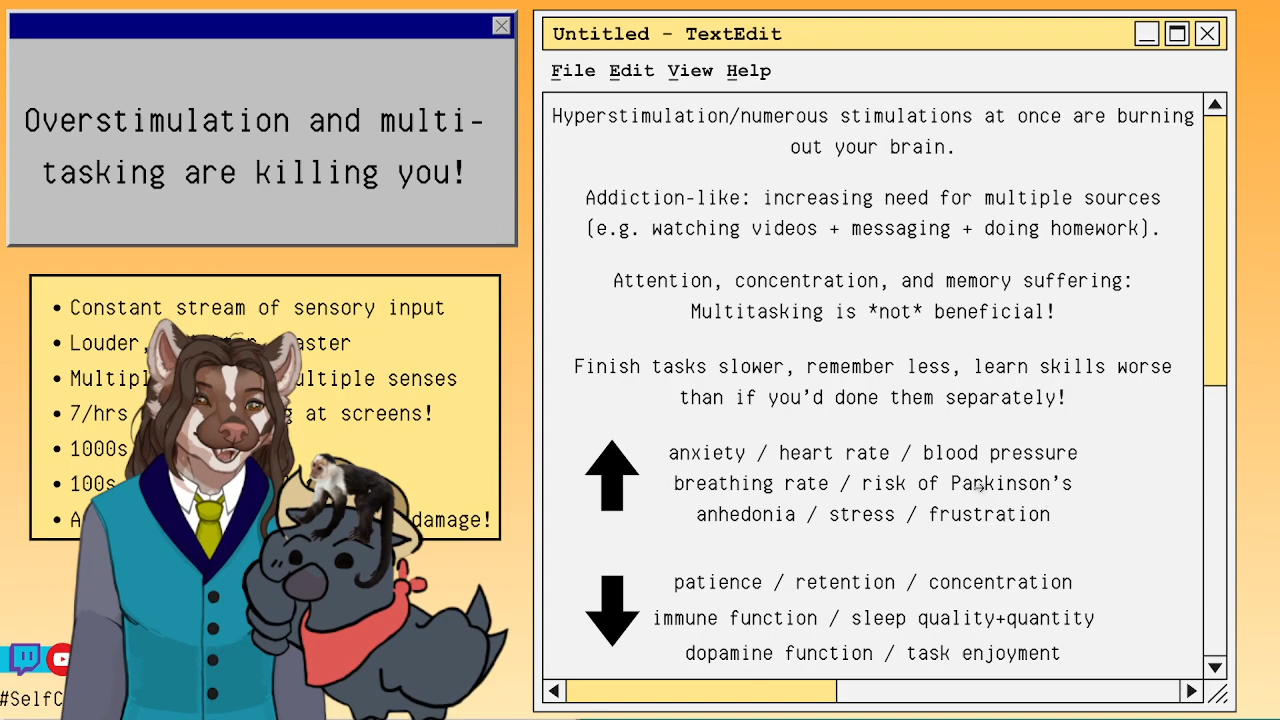 Overstimulation and multi-
tasking are killing you!
• Constant stream of sensory input
• Louder,
• at screens!
• 7/hrs
• 1000s
• 100s
damage!
#SelfC
Untitled - TextEdit
File Edit View Help
Hyperstimulation/numerous stimulations at once are burning
out your brain.
Addiction-like: increasing need for multiple sources
(e.g. watching videos + messaging + doing homework).
Attention, concentration, and memory suffering:
Multitasking is *not* beneficial!
Finish tasks slower, remember less, learn skills worse
than if you'd done them separately!
anxiety / heart rate / blood pressure
breathing rate / risk of Parkinson's
anhedonia / stress / frustration
patience / retention / concentration
immune function / sleep quality+quantity
dopamine function / task enjoyment